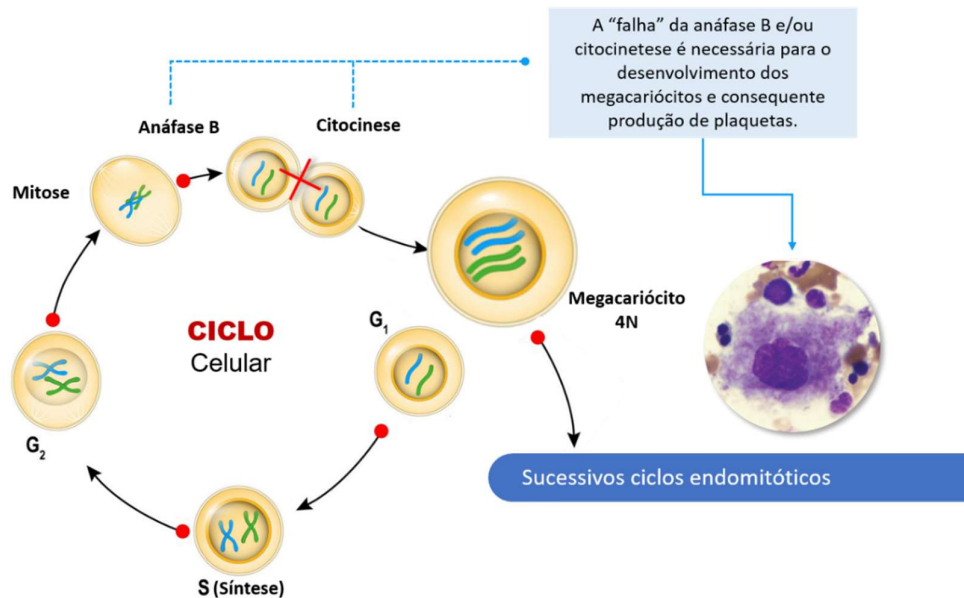 A “falha” da anáfase B e/ou
citocinetese é necessária para o
desenvolvimento dos
megacariócitos e consequente
produção de plaquetas.
Anáfase B
Citocinese
Mitose
Megacariócito
4N
CICLO
Celular
G1
G2
S (Síntese)
Sucessivos ciclos endomitóticos